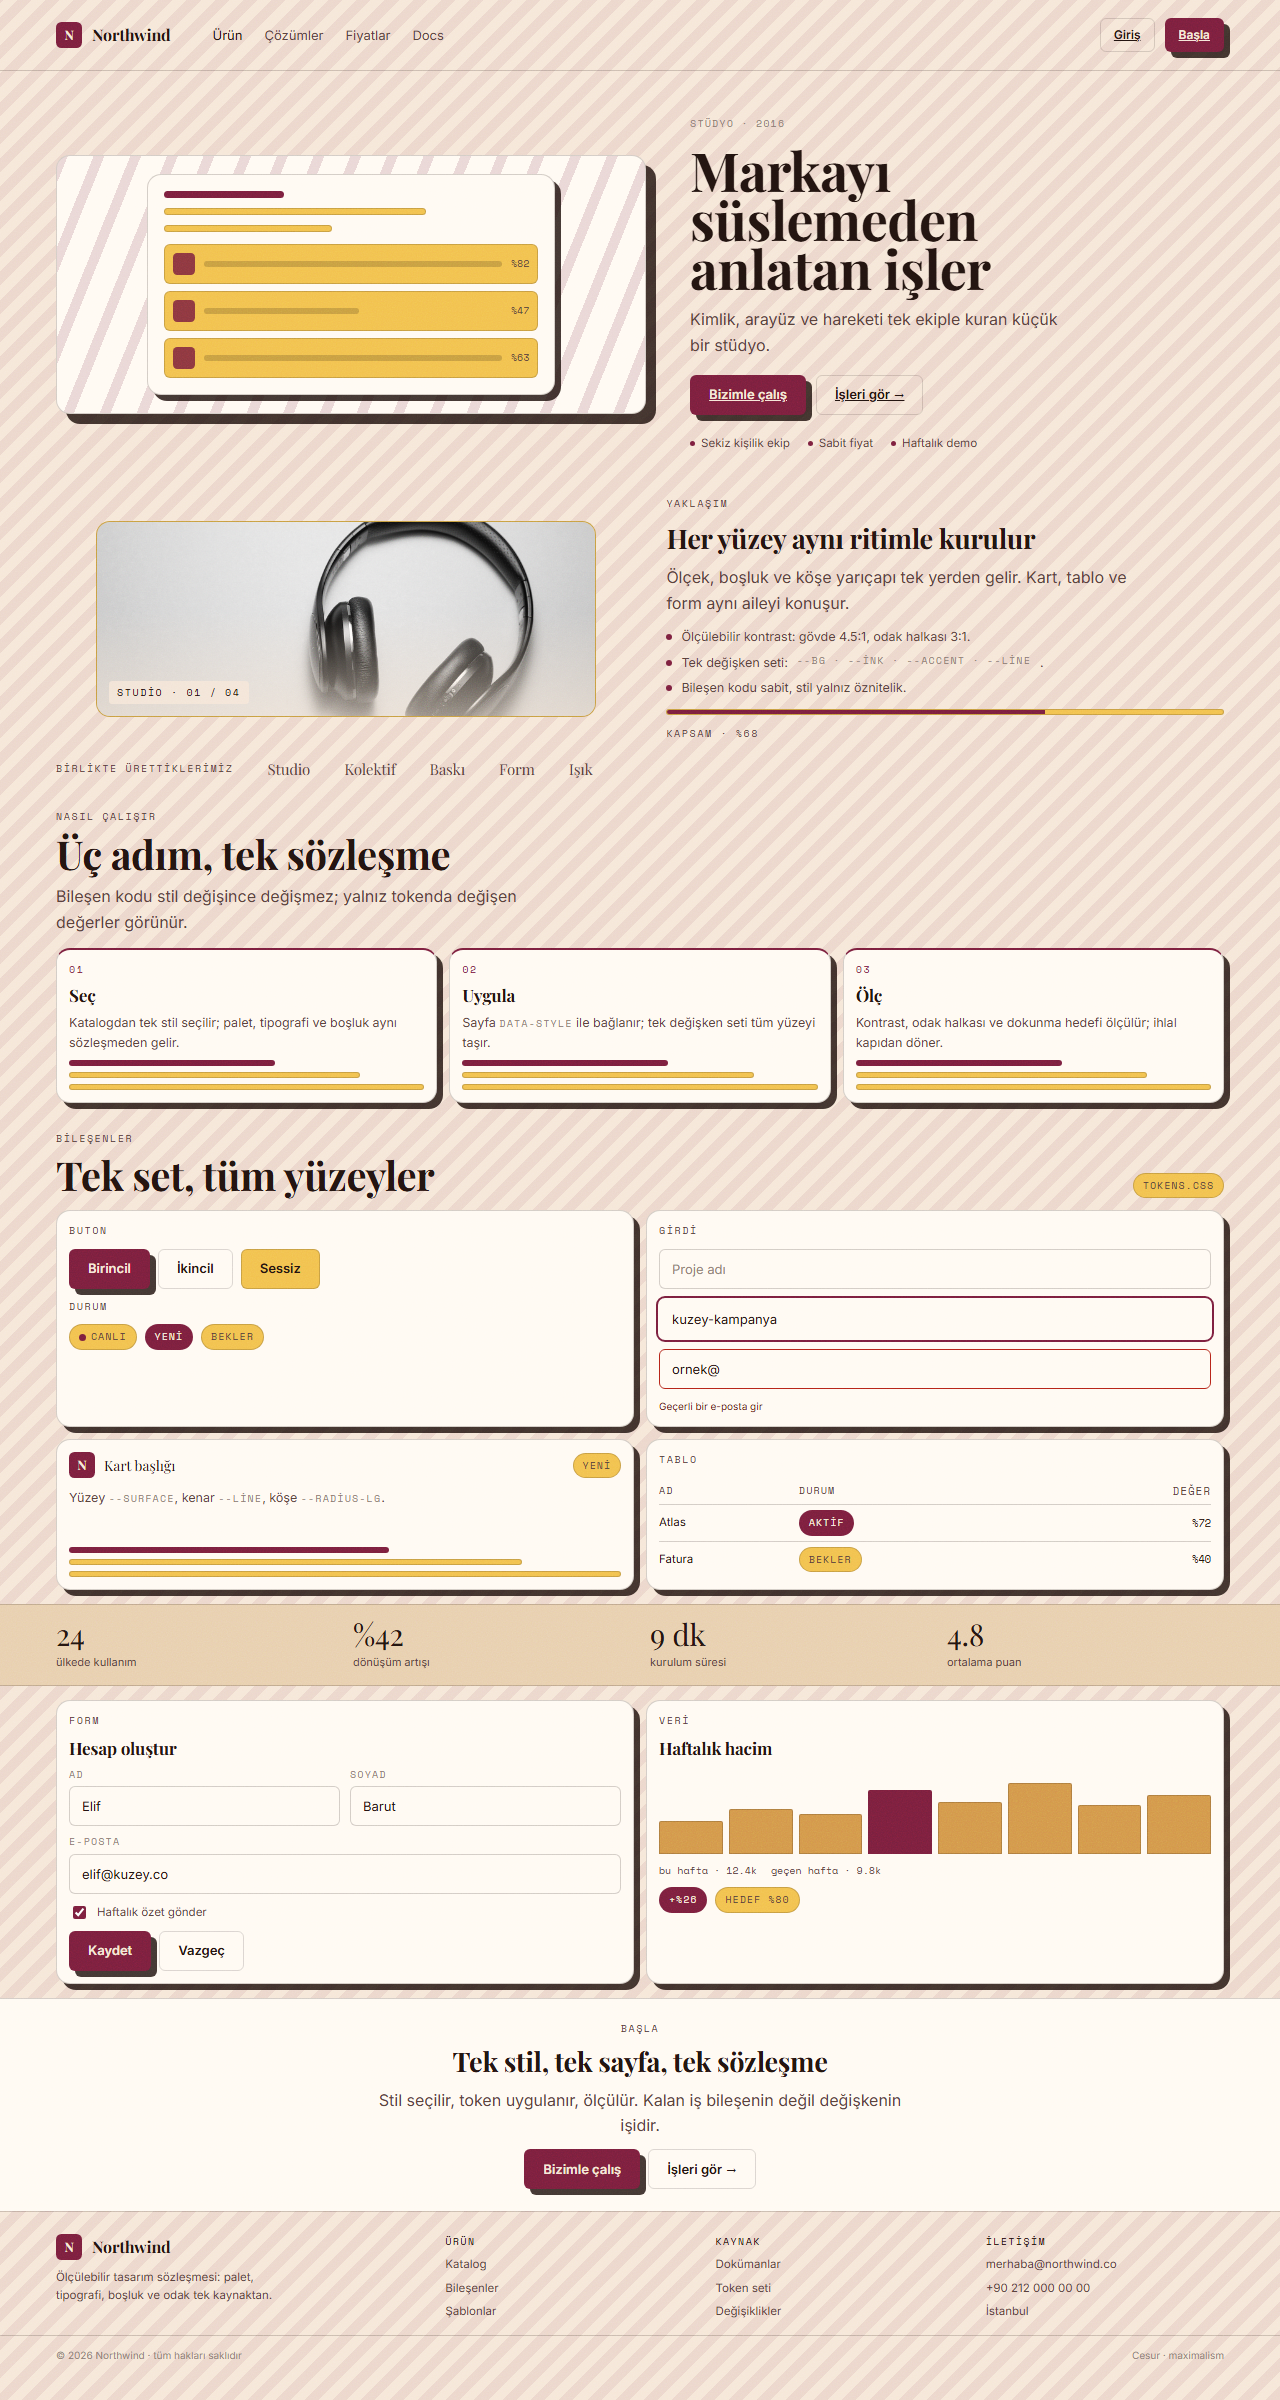 N Northwind Ürün Çözümler Fiyatlar Docs Giriş Başla
STÜDYO · 2016
Markayı
süslemeden
anlatan işler
Kimlik, arayüz ve hareketi tek ekiple kuran küçük
bir stüdyo.
Bizimle çalış İşleri gör →
Sekiz kişilik ekip Sabit fiyat Haftalık demo
%82
%47
%63
YAKLAŞIM
Her yüzey aynı ritimle kurulur
Ölçek, boşluk ve köşe yarıçapı tek yerden gelir. Kart, tablo ve
form aynı aileyi konuşur.
Ölçülebilir kontrast: gövde 4.5:1, odak halkası 3:1.
Tek değişken seti: --BG · --İNK · --ACCENT · --LİNE .
Bileşen kodu sabit, stil yalnız öznitelik.
KAPSAM · %68
STUDİO · 01 / 04
BİRLİKTE ÜRETTİKLERİMİZ Studio Kolektif Baskı Form Işık
NASIL ÇALIŞIR
Üç adım, tek sözleşme
Bileşen kodu stil değişince değişmez; yalnız tokenda değişen
değerler görünür.
01
Seç
Katalogdan tek stil seçilir; palet, tipografi ve boşluk aynı
sözleşmeden gelir.
02
Uygula
Sayfa DATA-STYLE ile bağlanır; tek değişken seti tüm yüzeyi
taşır.
03
Ölç
Kontrast, odak halkası ve dokunma hedefi ölçülür; ihlal
kapıdan döner.
BİLEŞENLER
Tek set, tüm yüzeyler
TOKENS.CSS
BUTON
Birincil İkincil Sessiz
DURUM
CANLI YENİ BEKLER
GİRDİ
Proje adı
kuzey-kampanya
ornek@
Geçerli bir e-posta gir
N Kart başlığı YENİ
Yüzey --SURFACE, kenar --LİNE, köşe --RADİUS-LG.
TABLO
AD DURUM DEĞER
Atlas AKTİF %72
Fatura BEKLER %40
24
ülkede kullanım
%42
dönüşüm artışı
9 dk
kurulum süresi
4.8
ortalama puan
FORM
Hesap oluştur
AD SOYAD
Elif Barut
E-POSTA
elif@kuzey.co
Haftalık özet gönder
Kaydet Vazgeç
VERİ
Haftalık hacim
bu hafta · 12.4k geçen hafta · 9.8k
+%26 HEDEF %80
BAŞLA
Tek stil, tek sayfa, tek sözleşme
Stil seçilir, token uygulanır, ölçülür. Kalan iş bileşenin değil değişkenin
işidir.
Bizimle çalış İşleri gör →
N Northwind
Ölçülebilir tasarım sözleşmesi: palet,
tipografi, boşluk ve odak tek kaynaktan.
ÜRÜN
Katalog
Bileşenler
Şablonlar
KAYNAK
Dokümanlar
Token seti
Değişiklikler
İLETİŞİM
merhaba@northwind.co
+90 212 000 00 00
İstanbul
© 2026 Northwind · tüm hakları saklıdır
Cesur · maximalism